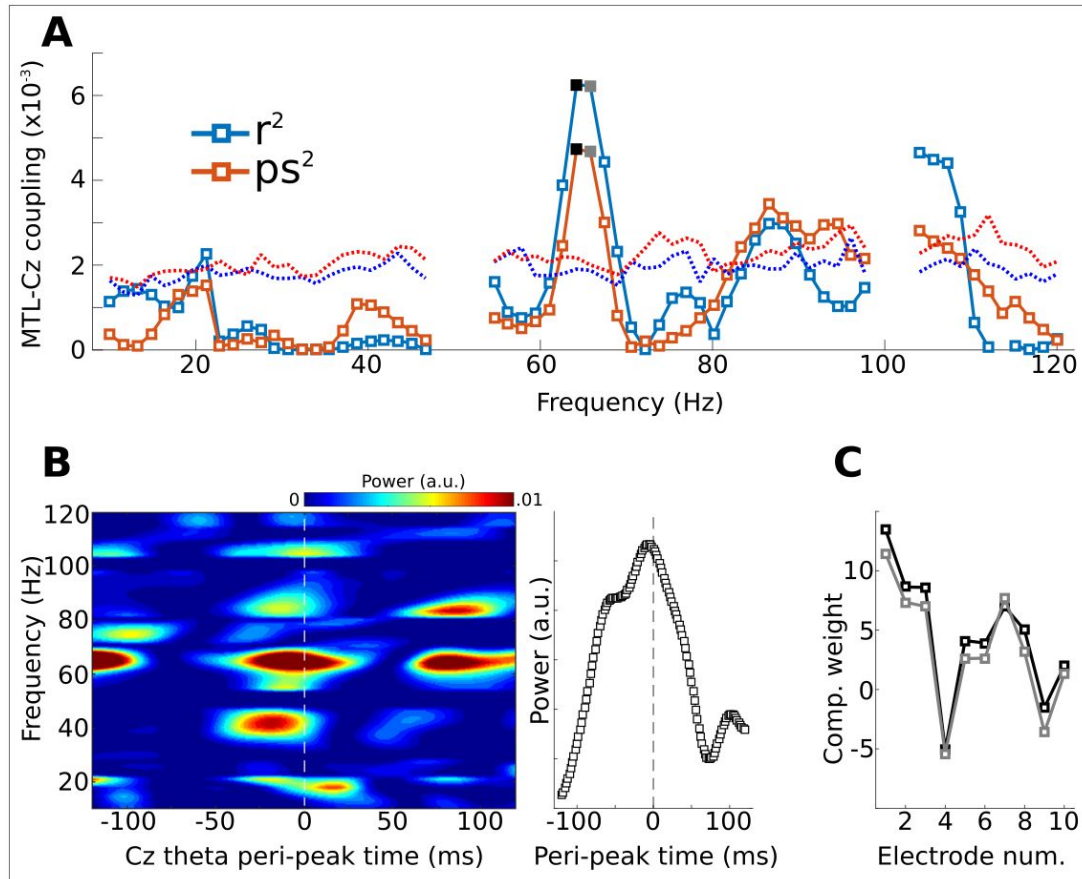 A
MTL-Cz coupling (x10⁻³)
6
4
2
0
r²
ps²
20 40 60 80 100 120
Frequency (Hz)
B
Power (a.u.)
0 .01
120
100
80
60
40
20
Frequency (Hz)
-100 -50 0 50 100
Cz theta peri-peak time (ms)
Power (a.u.)
-100 0 100
Peri-peak time (ms)
C
Comp. weight
10
5
0
-5
2 4 6 8 10
Electrode num.